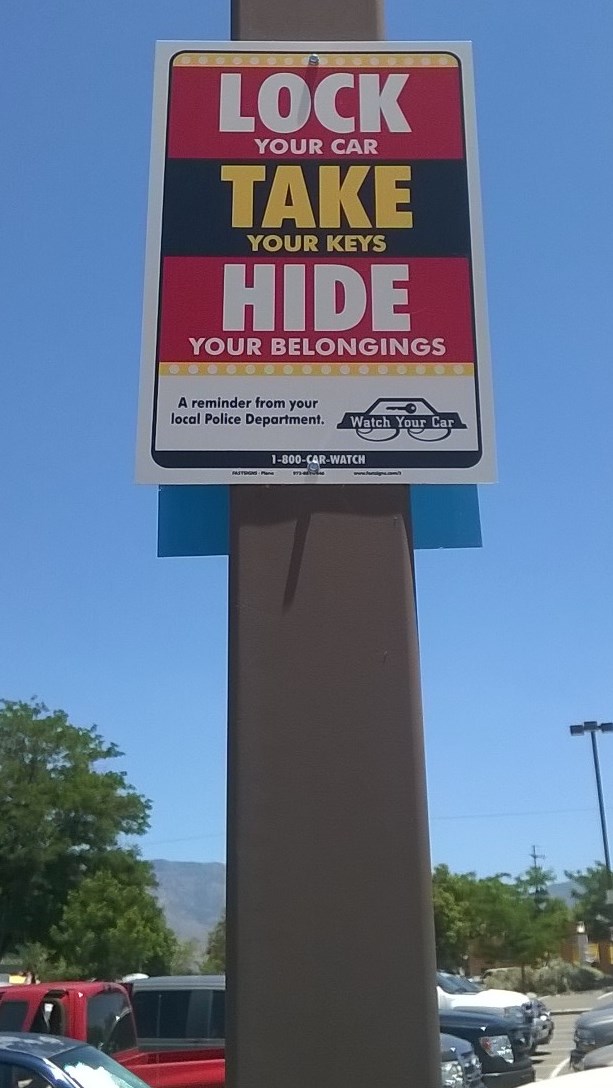 LOCK
YOUR CAR
TAKE
YOUR KEYS
HIDE
YOUR BELONGINGS
A reminder from your
local Police Department.
Watch Your Car
1-800-CAR-WATCH
FASTSIGNS